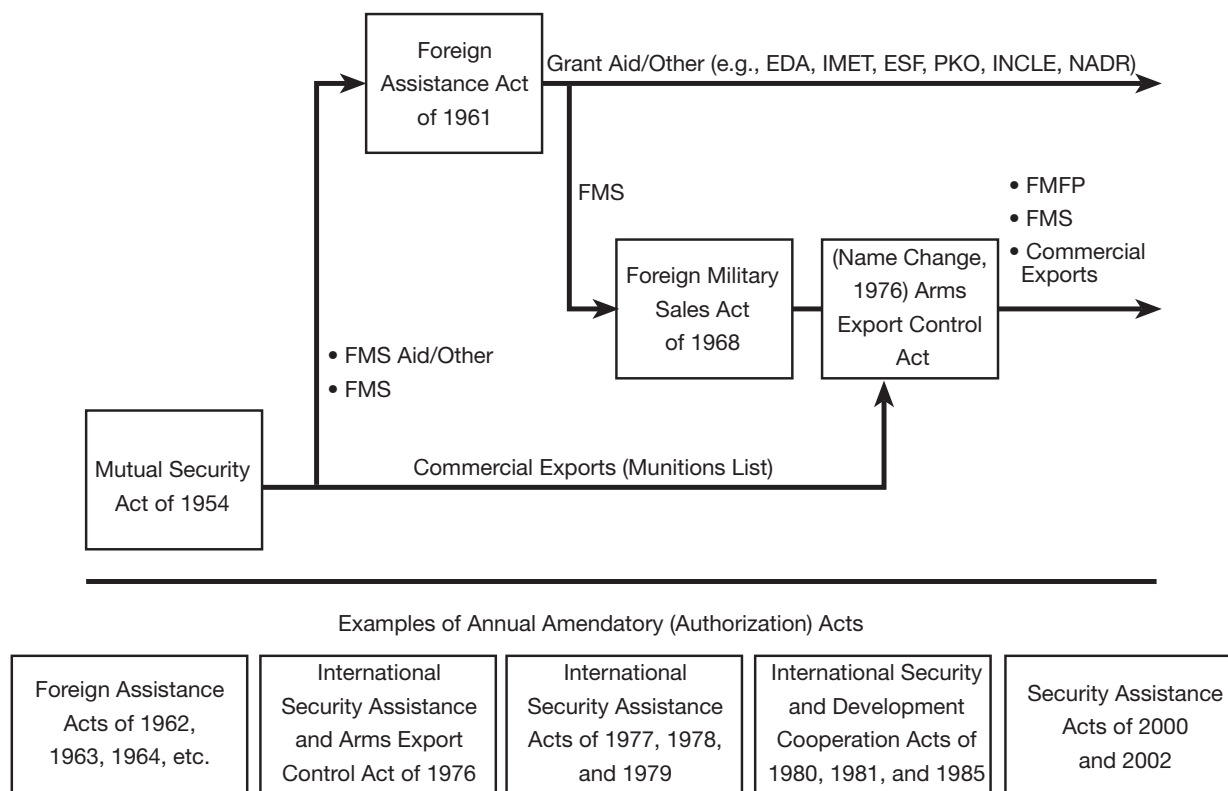 Foreign
Assistance Act
of 1961
Grant Aid/Other (e.g., EDA, IMET, ESF, PKO, INCLE, NADR)
FMS
Foreign Military
Sales Act
of 1968
(Name Change,
1976) Arms
Export Control
Act
• FMFP
• FMS
• Commercial
Exports
• FMS Aid/Other
• FMS
Mutual Security
Act of 1954
Commercial Exports (Munitions List)
Examples of Annual Amendatory (Authorization) Acts
Foreign Assistance
Acts of 1962,
1963, 1964, etc.
International
Security Assistance
and Arms Export
Control Act of 1976
International
Security Assistance
Acts of 1977, 1978,
and 1979
International Security
and Development
Cooperation Acts of
1980, 1981, and 1985
Security Assistance
Acts of 2000
and 2002